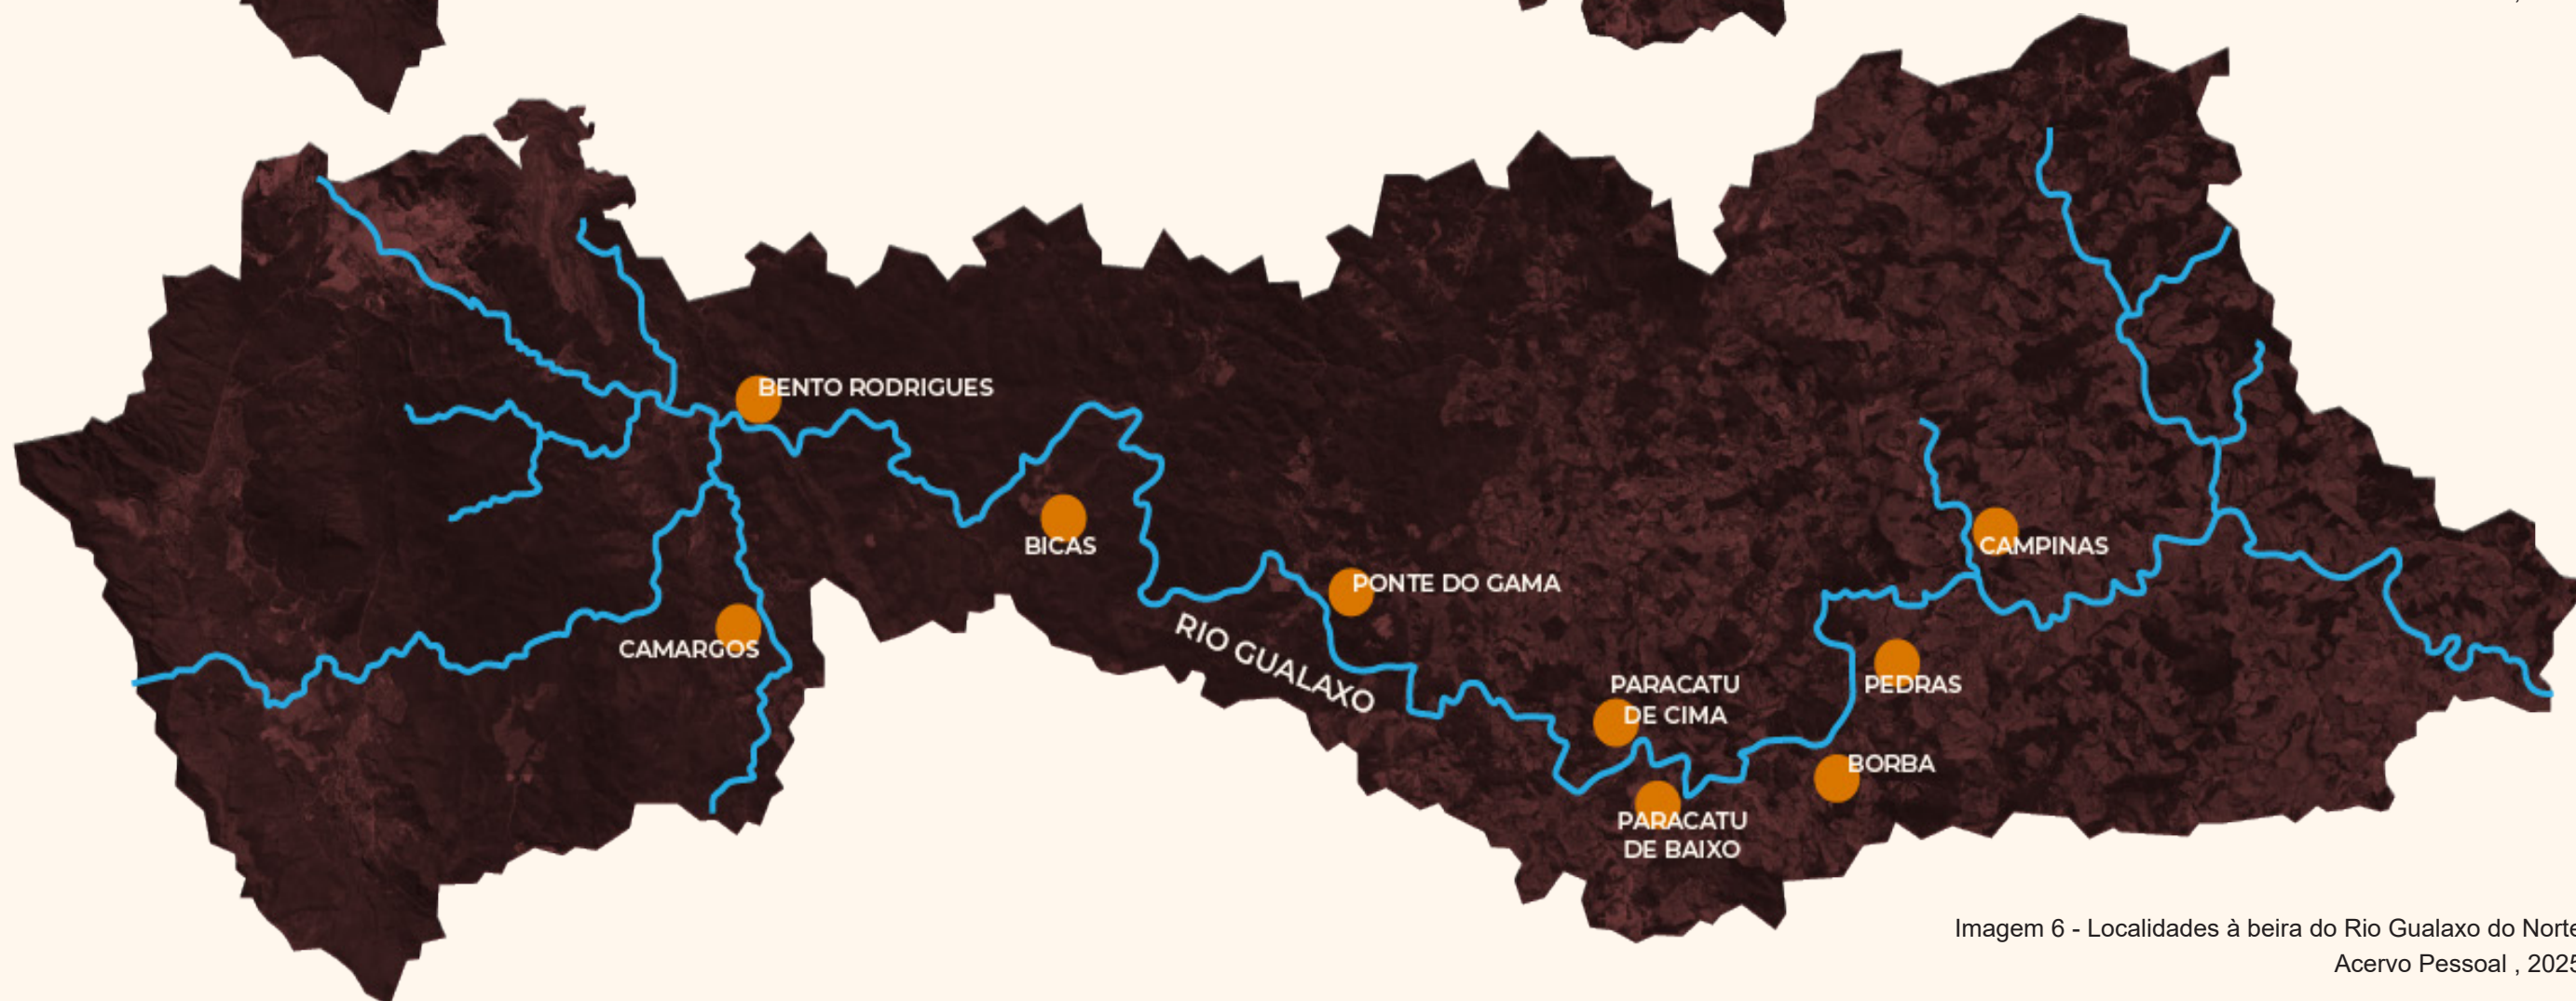 BENTO RODRIGUES
BICAS
CAMPINAS
PONTE DO GAMA
RIO GUALAXO
CAMARGOS
PARACATU
DE CIMA
PEDRAS
BORBA
PARACATU
DE BAIXO
Imagem 6 - Localidades à beira do Rio Gualaxo do Norte
Acervo Pessoal , 2025